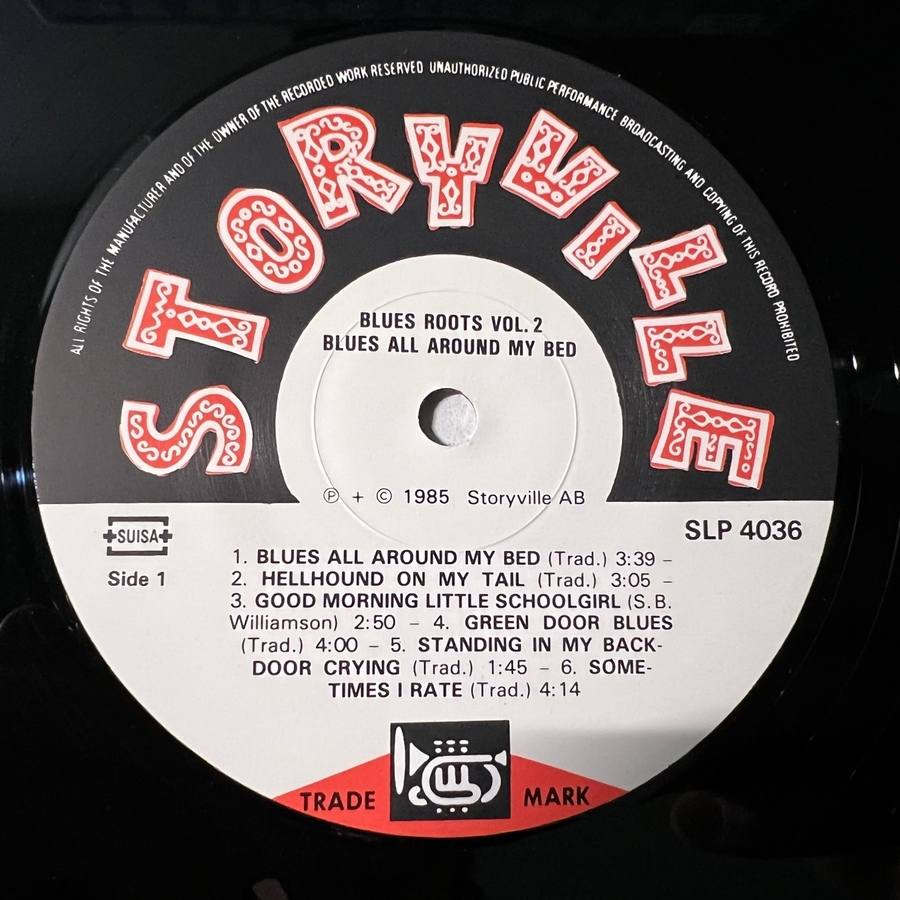 ALL RIGHTS OF THE MANUFACTURER AND OF THE OWNER OF THE RECORDED WORK RESERVED UNAUTHORIZED PUBLIC PERFORMANCE BROADCASTING AND COPYING OF THIS RECORD PROHIBITED
STORYVILLE
BLUES ROOTS VOL. 2
BLUES ALL AROUND MY BED
℗ + © 1985 Storyville AB
SUISA
SLP 4036
Side 1
1. BLUES ALL AROUND MY BED (Trad.) 3:39 –
2. HELLHOUND ON MY TAIL (Trad.) 3:05 –
3. GOOD MORNING LITTLE SCHOOLGIRL (S. B.
Williamson) 2:50 – 4. GREEN DOOR BLUES
(Trad.) 4:00 – 5. STANDING IN MY BACK-
DOOR CRYING (Trad.) 1:45 – 6. SOME-
TIMES I RATE (Trad.) 4:14
TRADE MARK